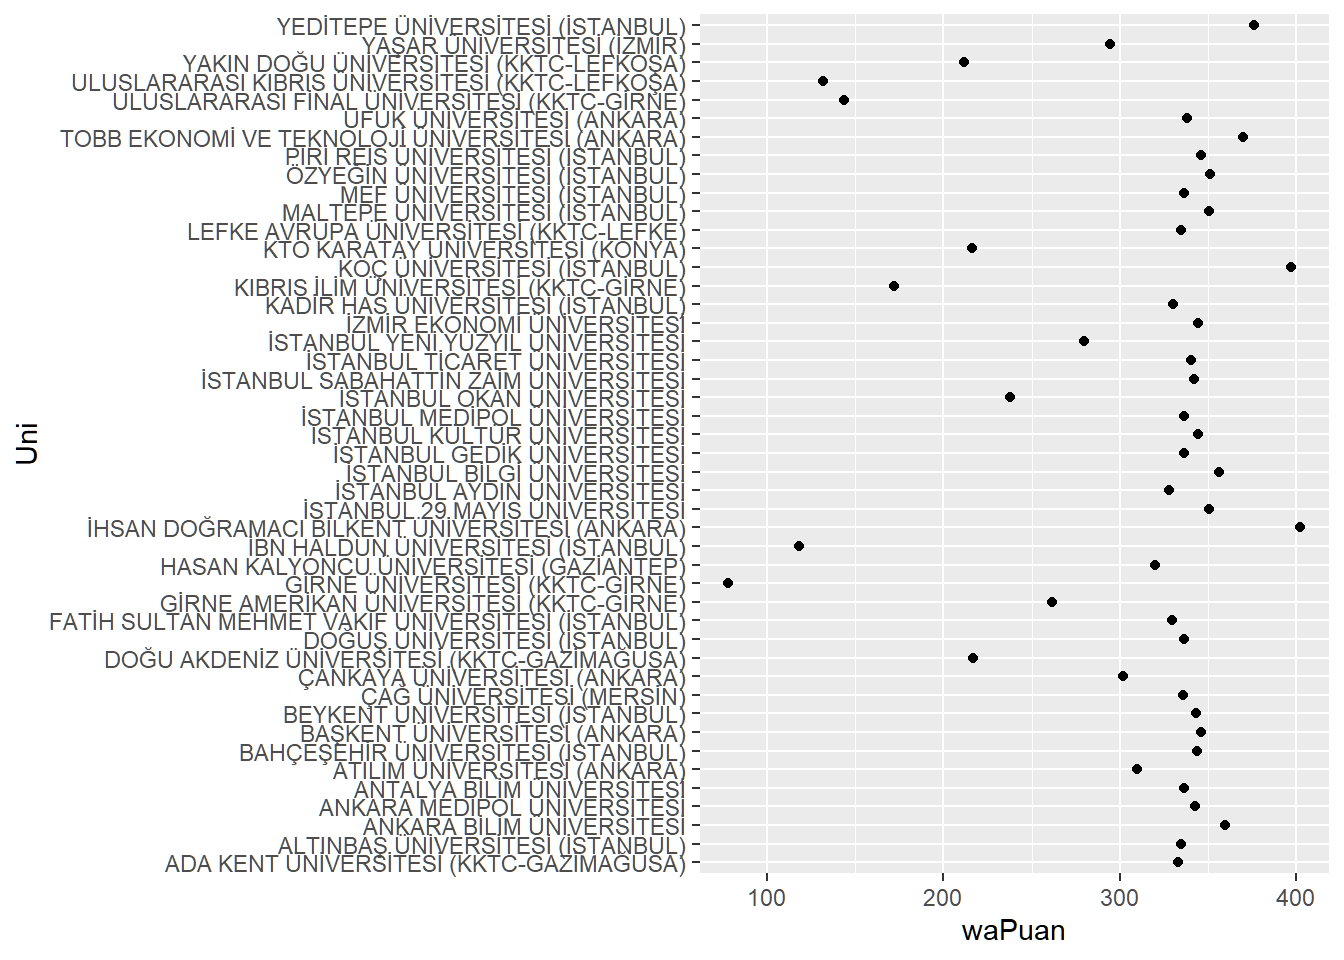 YEDİTEPE ÜNİVERSİTESİ (İSTANBUL)
YAŞAR ÜNİVERSİTESİ (İZMİR)
YAKIN DOĞU ÜNİVERSİTESİ (KKTC-LEFKOŞA)
ULUSLARARASI KIBRIS ÜNİVERSİTESİ (KKTC-LEFKOŞA)
ULUSLARARASI FİNAL ÜNİVERSİTESİ (KKTC-GİRNE)
UFUK ÜNİVERSİTESİ (ANKARA)
TOBB EKONOMİ VE TEKNOLOJİ ÜNİVERSİTESİ (ANKARA)
PİRİ REİS ÜNİVERSİTESİ (İSTANBUL)
ÖZYEĞİN ÜNİVERSİTESİ (İSTANBUL)
MEF ÜNİVERSİTESİ (İSTANBUL)
MALTEPE ÜNİVERSİTESİ (İSTANBUL)
LEFKE AVRUPA ÜNİVERSİTESİ (KKTC-LEFKE)
KTO KARATAY ÜNİVERSİTESİ (KONYA)
KOÇ ÜNİVERSİTESİ (İSTANBUL)
KIBRIS İLİM ÜNİVERSİTESİ (KKTC-GİRNE)
KADİR HAS ÜNİVERSİTESİ (İSTANBUL)
İZMİR EKONOMİ ÜNİVERSİTESİ
İSTANBUL YENİ YÜZYIL ÜNİVERSİTESİ
İSTANBUL TİCARET ÜNİVERSİTESİ
İSTANBUL SABAHATTİN ZAİM ÜNİVERSİTESİ
İSTANBUL OKAN ÜNİVERSİTESİ
İSTANBUL MEDİPOL ÜNİVERSİTESİ
İSTANBUL KÜLTÜR ÜNİVERSİTESİ
İSTANBUL GEDİK ÜNİVERSİTESİ
İSTANBUL BİLGİ ÜNİVERSİTESİ
İSTANBUL AYDIN ÜNİVERSİTESİ
İSTANBUL 29 MAYIS ÜNİVERSİTESİ
İHSAN DOĞRAMACI BİLKENT ÜNİVERSİTESİ (ANKARA)
İBN HALDUN ÜNİVERSİTESİ (İSTANBUL)
HASAN KALYONCU ÜNİVERSİTESİ (GAZİANTEP)
GİRNE ÜNİVERSİTESİ (KKTC-GİRNE)
GİRNE AMERİKAN ÜNİVERSİTESİ (KKTC-GİRNE)
FATİH SULTAN MEHMET VAKIF ÜNİVERSİTESİ (İSTANBUL)
DOĞUŞ ÜNİVERSİTESİ (İSTANBUL)
DOĞU AKDENİZ ÜNİVERSİTESİ (KKTC-GAZİMAĞUSA)
ÇANKAYA ÜNİVERSİTESİ (ANKARA)
ÇAĞ ÜNİVERSİTESİ (MERSİN)
BEYKENT ÜNİVERSİTESİ (İSTANBUL)
BAŞKENT ÜNİVERSİTESİ (ANKARA)
BAHÇEŞEHİR ÜNİVERSİTESİ (İSTANBUL)
ATILIM ÜNİVERSİTESİ (ANKARA)
ANTALYA BİLİM ÜNİVERSİTESİ
ANKARA MEDİPOL ÜNİVERSİTESİ
ANKARA BİLİM ÜNİVERSİTESİ
ALTINBAŞ ÜNİVERSİTESİ (İSTANBUL)
ADA KENT ÜNİVERSİTESİ (KKTC-GAZİMAĞUSA)
Uni
100 200 300 400
waPuan